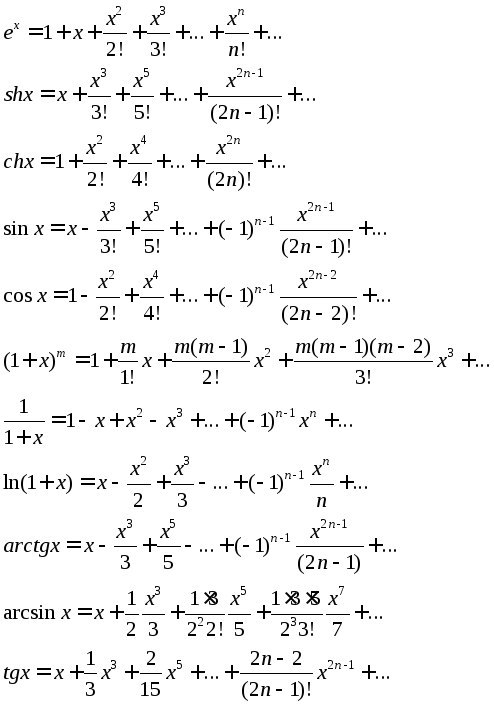 e^x = 1 + x + x^2/2! + x^3/3! + ... + x^n/n! + ...
shx = x + x^3/3! + x^5/5! + ... + x^(2n-1)/(2n-1)! + ...
chx = 1 + x^2/2! + x^4/4! + ... + x^(2n)/(2n)! + ...
sin x = x - x^3/3! + x^5/5! + ... + (-1)^(n-1) x^(2n-1)/(2n-1)! + ...
cos x = 1 - x^2/2! + x^4/4! + ... + (-1)^(n-1) x^(2n-2)/(2n-2)! + ...
(1+x)^m = 1 + m/1! x + m(m-1)/2! x^2 + m(m-1)(m-2)/3! x^3 + ...
1/(1+x) = 1 - x + x^2 - x^3 + ... + (-1)^(n-1) x^n + ...
ln(1+x) = x - x^2/2 + x^3/3 - ... + (-1)^(n-1) x^n/n + ...
arctgx = x - x^3/3 + x^5/5 - ... + (-1)^(n-1) x^(2n-1)/(2n-1) + ...
arcsin x = x + 1/2 x^3/3 + 1×3/(2^2 2!) x^5/5 + 1×3×5/(2^3 3!) x^7/7 + ...
tgx = x + 1/3 x^3 + 2/15 x^5 + ... + (2n-2)/(2n-1)! x^(2n-1) + ...